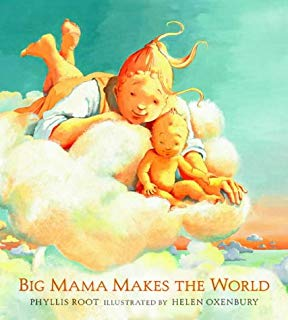 BIG MAMA MAKES THE WORLD
PHYLLIS ROOT ILLUSTRATED BY HELEN OXENBURY